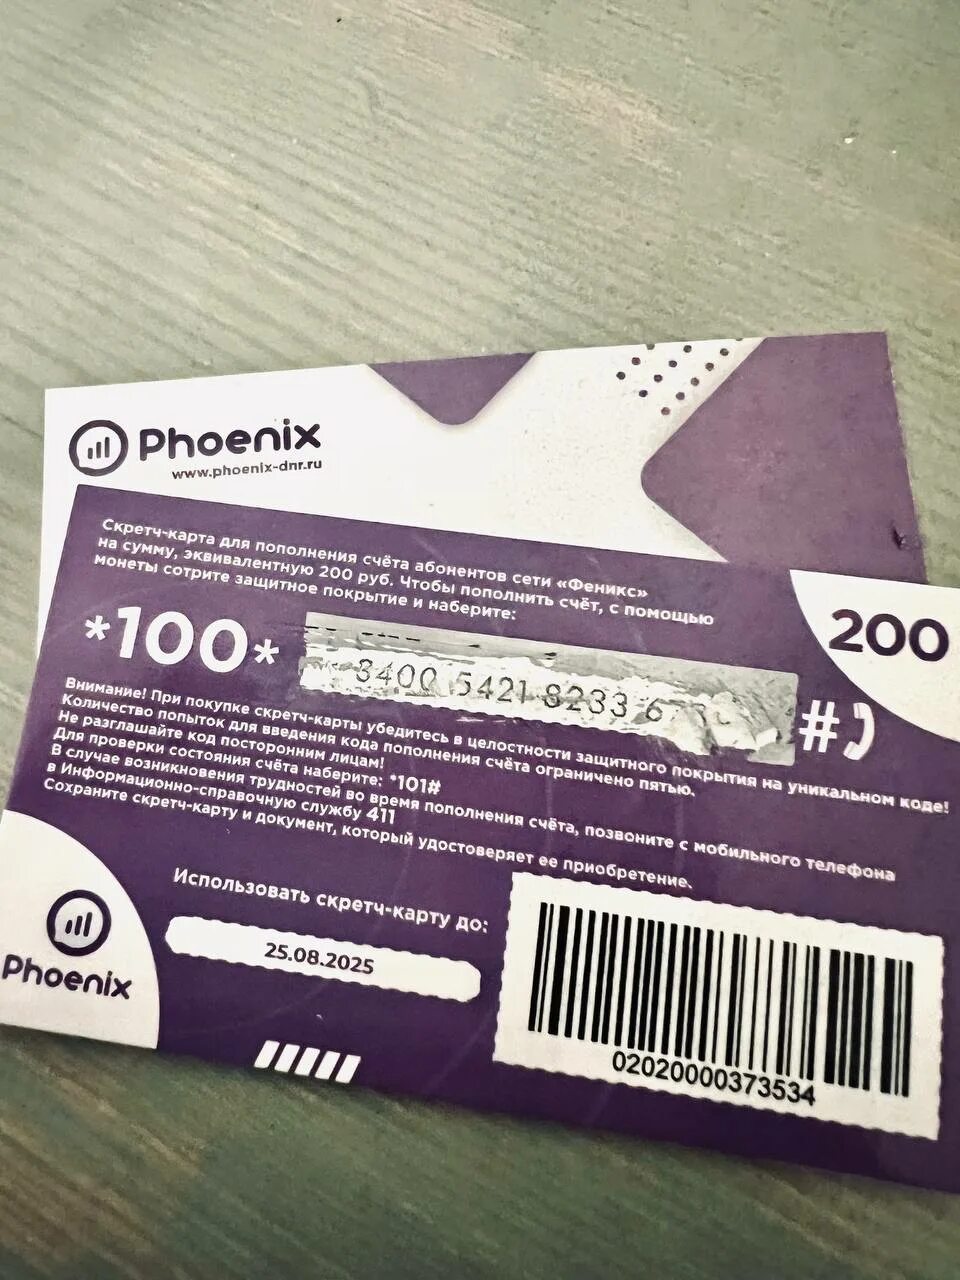 Phoenix
www.phoenix-dnr.ru
Скретч-карта для пополнения счёта абонентов сети «Феникс»
на сумму, эквивалентную 200 руб. Чтобы пополнить счёт, с помощью
монеты сотрите защитное покрытие и наберите:
200
*100*
3400 5421 8233
#
Внимание! При покупке скретч-карты убедитесь в целостности защитного покрытия на уникальном коде!
Количество попыток для введения кода пополнения счёта ограничено пятью.
Не разглашайте код посторонним лицам!
Для проверки состояния счёта наберите: *101#
В случае возникновения трудностей во время пополнения счёта, позвоните с мобильного телефона
в Информационно-справочную службу 411
Сохраните скретч-карту и документ, который удостоверяет ее приобретение.
Использовать скретч-карту до:
25.08.2025
Phoenix
02020000373534